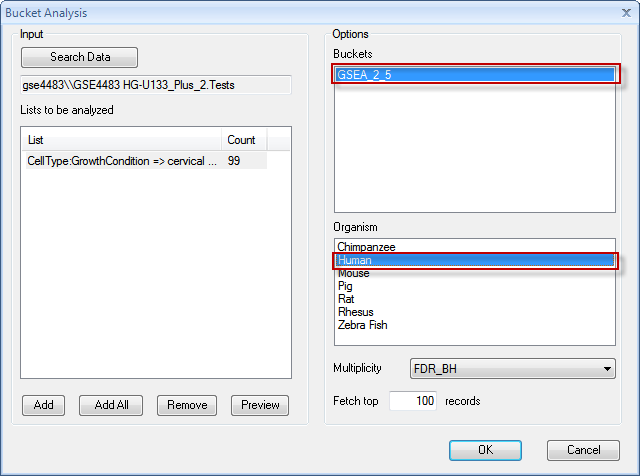 Bucket Analysis
Input
Search Data
gse4483\\GSE4483 HG-U133_Plus_2.Tests
Lists to be analyzed
List Count
CellType:GrowthCondition => cervical ... 99
Add Add All Remove Preview
Options
Buckets
GSEA_2_5
Organism
Chimpanzee
Human
Mouse
Pig
Rat
Rhesus
Zebra Fish
Multiplicity FDR_BH
Fetch top 100 records
OK Cancel